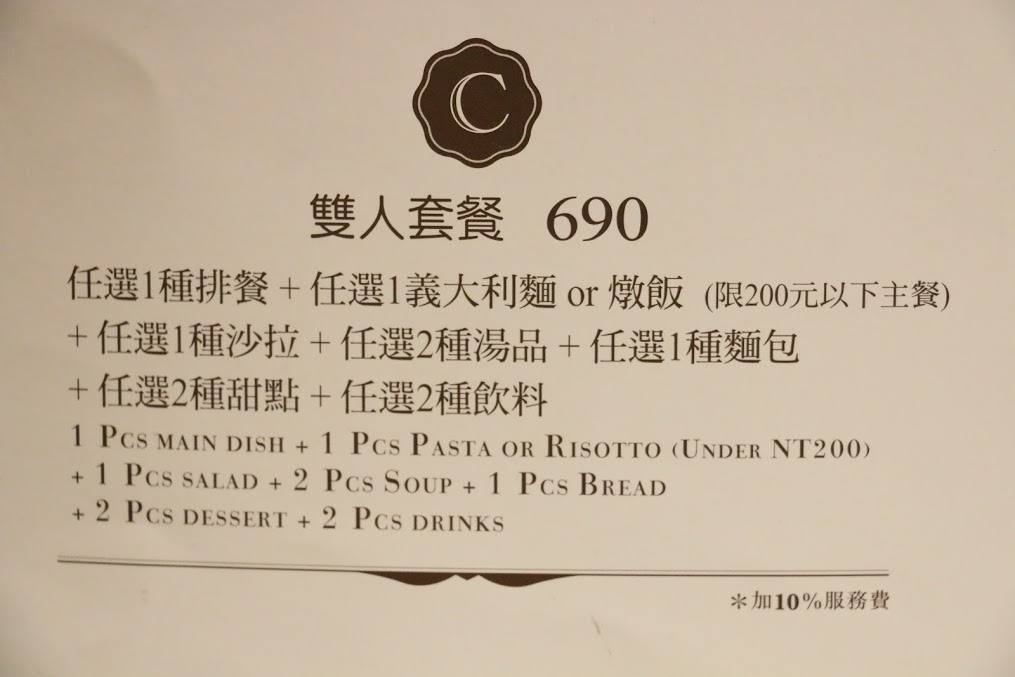 C
雙人套餐 690
任選1種排餐 + 任選1義大利麵 or 燉飯 (限200元以下主餐)
+ 任選1種沙拉 + 任選2種湯品 + 任選1種麵包
+ 任選2種甜點 + 任選2種飲料
1 PCS MAIN DISH + 1 PCS PASTA OR RISOTTO (UNDER NT200)
+ 1 PCS SALAD + 2 PCS SOUP + 1 PCS BREAD
+ 2 PCS DESSERT + 2 PCS DRINKS
＊加10%服務費